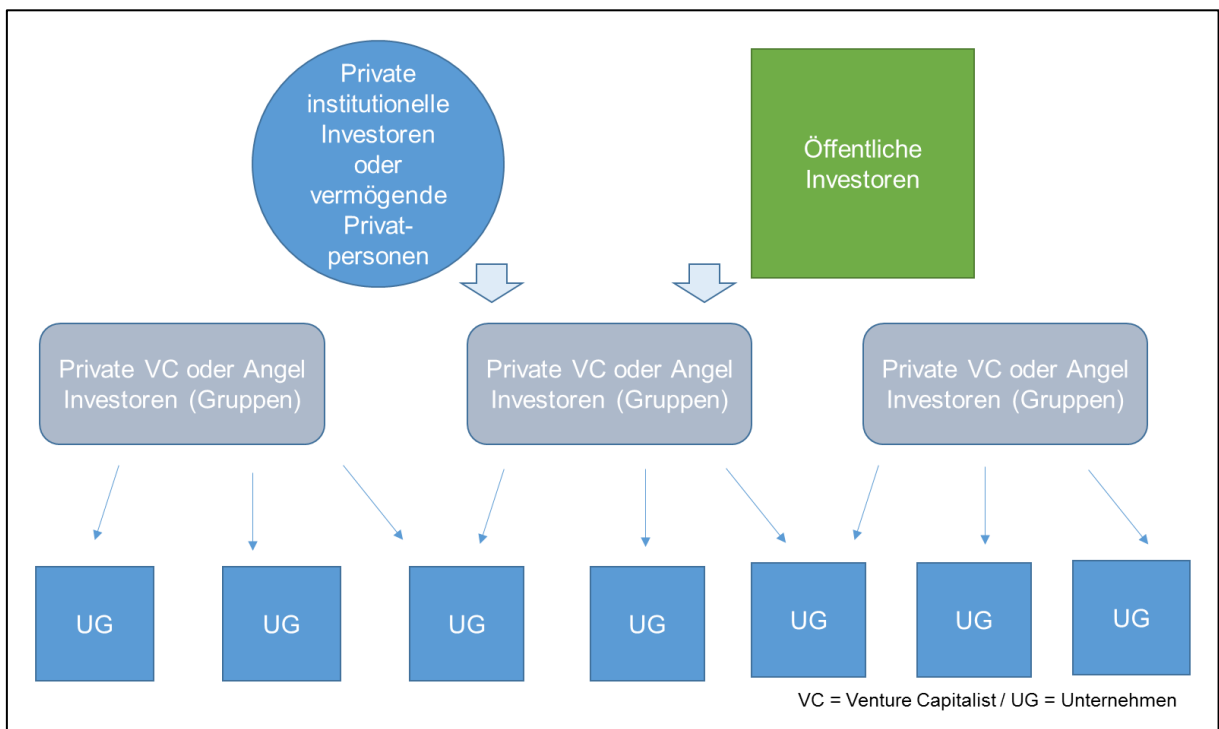 Private
institutionelle
Investoren
oder
vermögende
Privat-
personen
Öffentliche
Investoren
Private VC oder Angel
Investoren (Gruppen)
Private VC oder Angel
Investoren (Gruppen)
Private VC oder Angel
Investoren (Gruppen)
UG
UG
UG
UG
UG
UG
UG
VC = Venture Capitalist / UG = Unternehmen